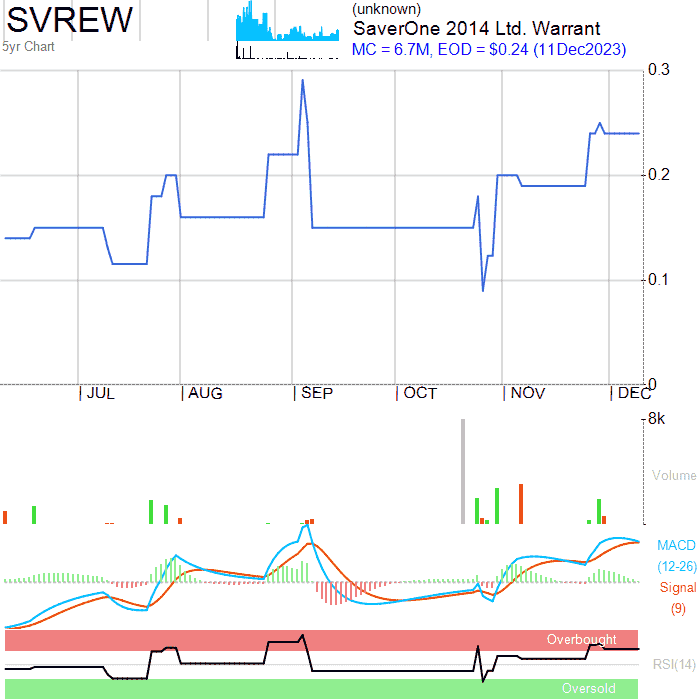 SVREW
5yr Chart
(unknown)
SaverOne 2014 Ltd. Warrant
MC = 6.7M, EOD = $0.24 (11Dec2023)
0.3
0.2
0.1
0
JUL AUG SEP OCT NOV DEC
8k
Volume
MACD
(12-26)
Signal
(9)
Overbought
RSI(14)
Oversold